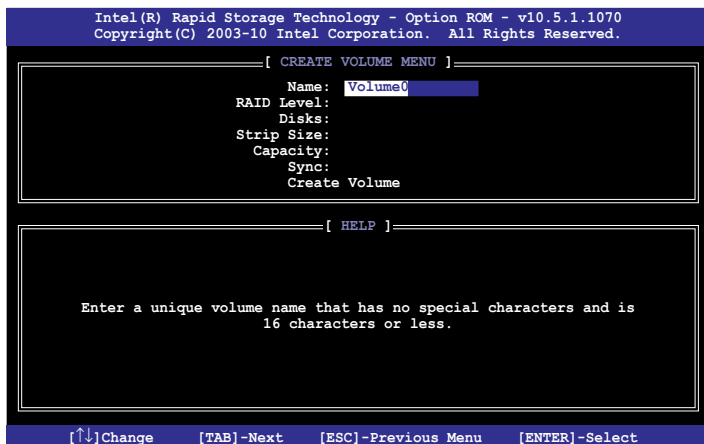 Intel(R) Rapid Storage Technology - Option ROM - v10.5.1.1070
Copyright(C) 2003-10 Intel Corporation. All Rights Reserved.
[ CREATE VOLUME MENU ]
Name: Volume0
RAID Level:
Disks:
Strip Size:
Capacity:
Sync:
Create Volume
[ HELP ]
Enter a unique volume name that has no special characters and is
16 characters or less.
[↑↓]Change [TAB]-Next [ESC]-Previous Menu [ENTER]-Select